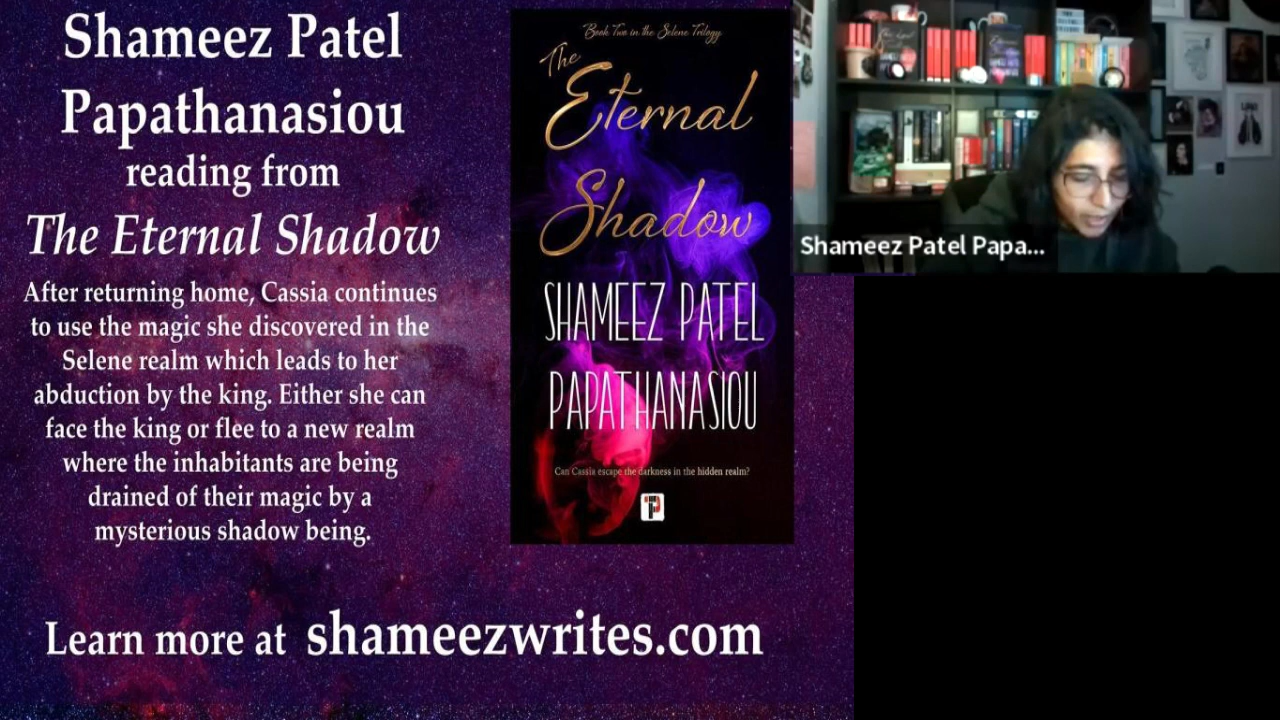 Shameez Patel
Papathanasiou
reading from
The Eternal Shadow
After returning home, Cassia continues
to use the magic she discovered in the
Selene realm which leads to her
abduction by the king. Either she can
face the king or flee to a new realm
where the inhabitants are being
drained of their magic by a
mysterious shadow being.
Learn more at shameezwrites.com
Book Two in the Selene Trilogy
The
Eternal
Shadow
SHAMEEZ PATEL
PAPATHANASIOU
Can Cassia escape the darkness in the hidden realm?
Shameez Patel Papa...